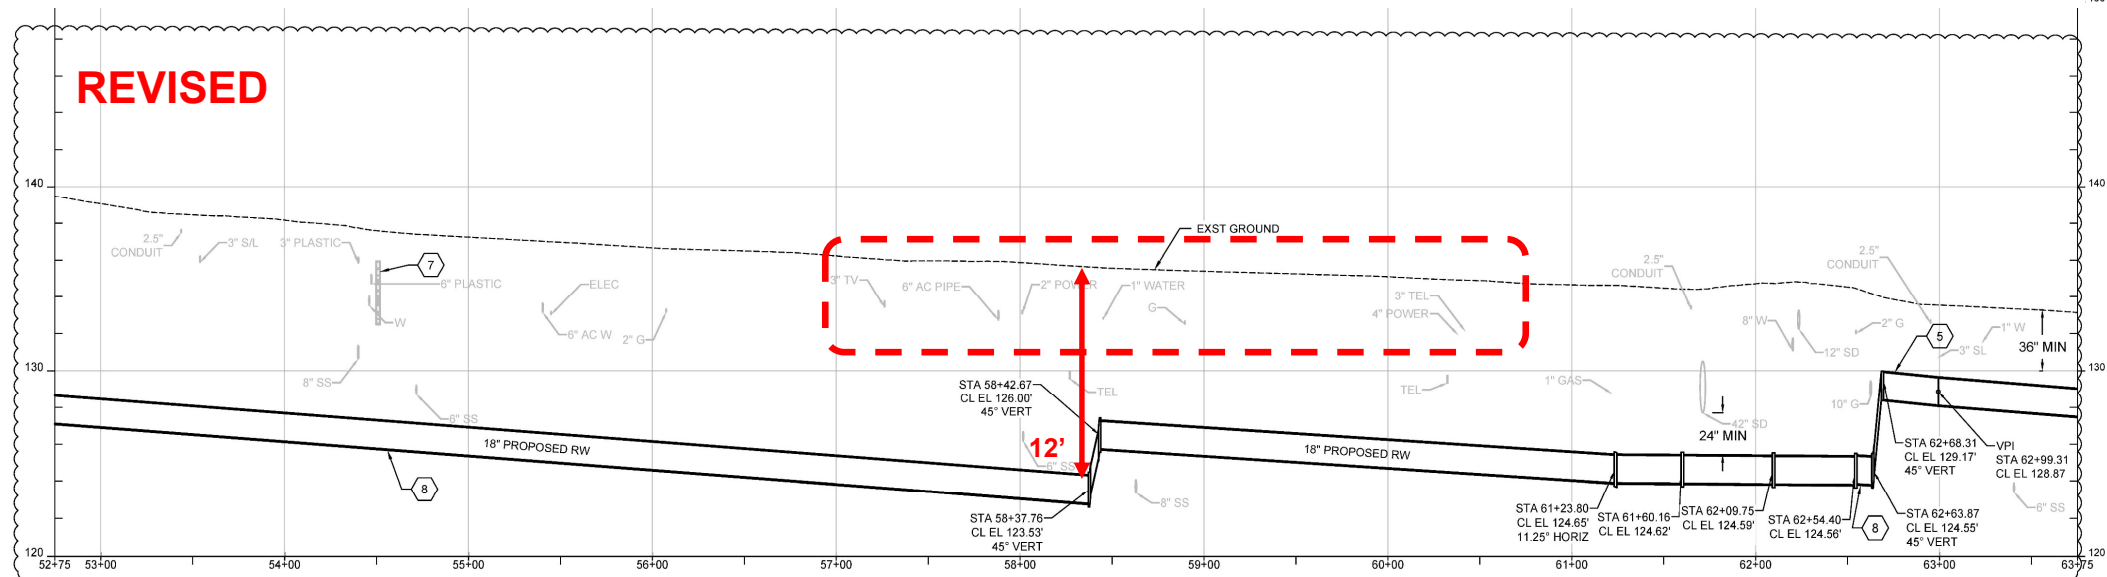 REVISED
140
140
2.5"
CONDUIT
3" S/L
3" PLASTIC
7
6" PLASTIC
W
ELEC
6" AC W
2" G
8" SS
6" SS
EXST GROUND
3" TV
6" AC PIPE
2" POWER
1" WATER
G
3" TEL
4" POWER
2.5"
CONDUIT
2.5"
CONDUIT
8" W
12" SD
2" G
5
1" W
3" SL
36" MIN
130
130
STA 58+42.67
CL EL 126.00'
45° VERT
TEL
TEL
1" GAS
42" SD
24" MIN
10" G
12'
6" SS
18" PROPOSED RW
18" PROPOSED RW
8
8" SS
STA 58+37.76
CL EL 123.53'
45° VERT
STA 61+23.80
CL EL 124.65'
11.25° HORIZ
STA 61+60.16
CL EL 124.62'
STA 62+09.75
CL EL 124.59'
STA 62+54.40
CL EL 124.56'
8
STA 62+63.87
CL EL 124.55'
45° VERT
STA 62+68.31
CL EL 129.17'
45° VERT
VPI
STA 62+99.31
CL EL 128.87
6" SS
120
120
52+75
53+00
54+00
55+00
56+00
57+00
58+00
59+00
60+00
61+00
62+00
63+00
63+75